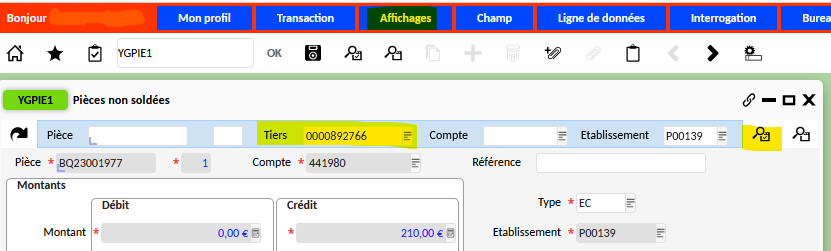 Bonjour Mon profil Transaction Affichages Champ Ligne de données Interrogation Burea
YGPIE1 OK
YGPIE1 Pièces non soldées
Pièce Tiers 0000892766 Compte Etablissement P00139
Pièce * BQ23001977 * 1 Compte * 441980 Référence
Montants
Débit Crédit Type * EC
Montant * 0,00 € * 210,00 € Etablissement * P00139